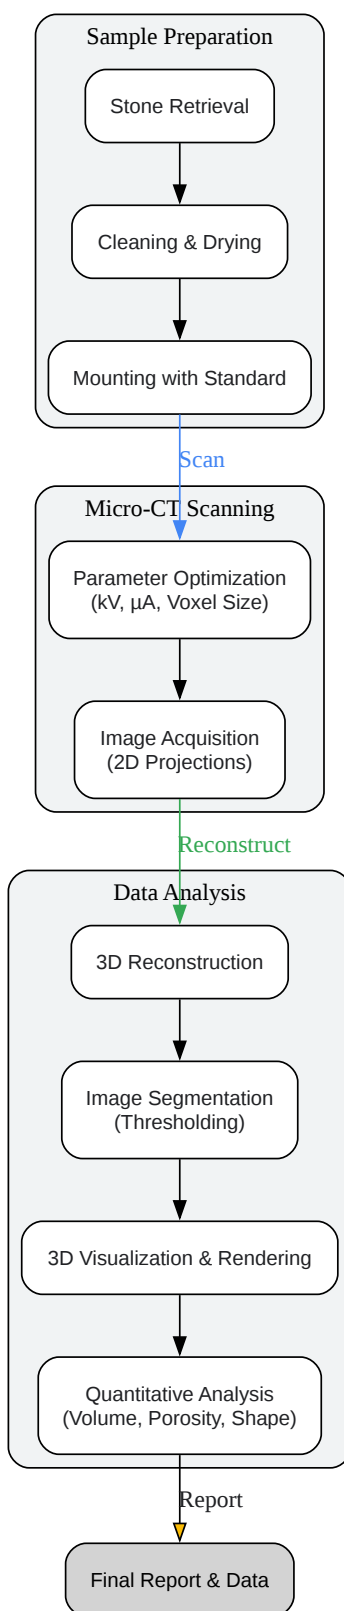 Sample Preparation
Stone Retrieval
Cleaning & Drying
Mounting with Standard
Scan
Micro-CT Scanning
Parameter Optimization
(kV, µA, Voxel Size)
Image Acquisition
(2D Projections)
Reconstruct
Data Analysis
3D Reconstruction
Image Segmentation
(Thresholding)
3D Visualization & Rendering
Quantitative Analysis
(Volume, Porosity, Shape)
Report
Final Report & Data